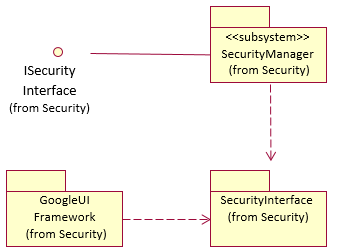 <<subsystem>>
SecurityManager
(from Security)
ISecurity
Interface
(from Security)
GoogleUI
Framework
(from Security)
SecurityInterface
(from Security)